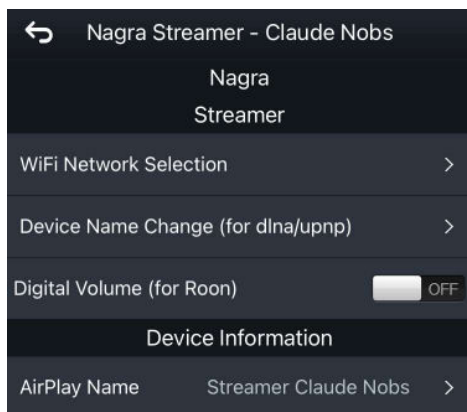 Nagra Streamer - Claude Nobs
Nagra
Streamer
WiFi Network Selection
Device Name Change (for dlna/upnp)
Digital Volume (for Roon) OFF
Device Information
AirPlay Name Streamer Claude Nobs